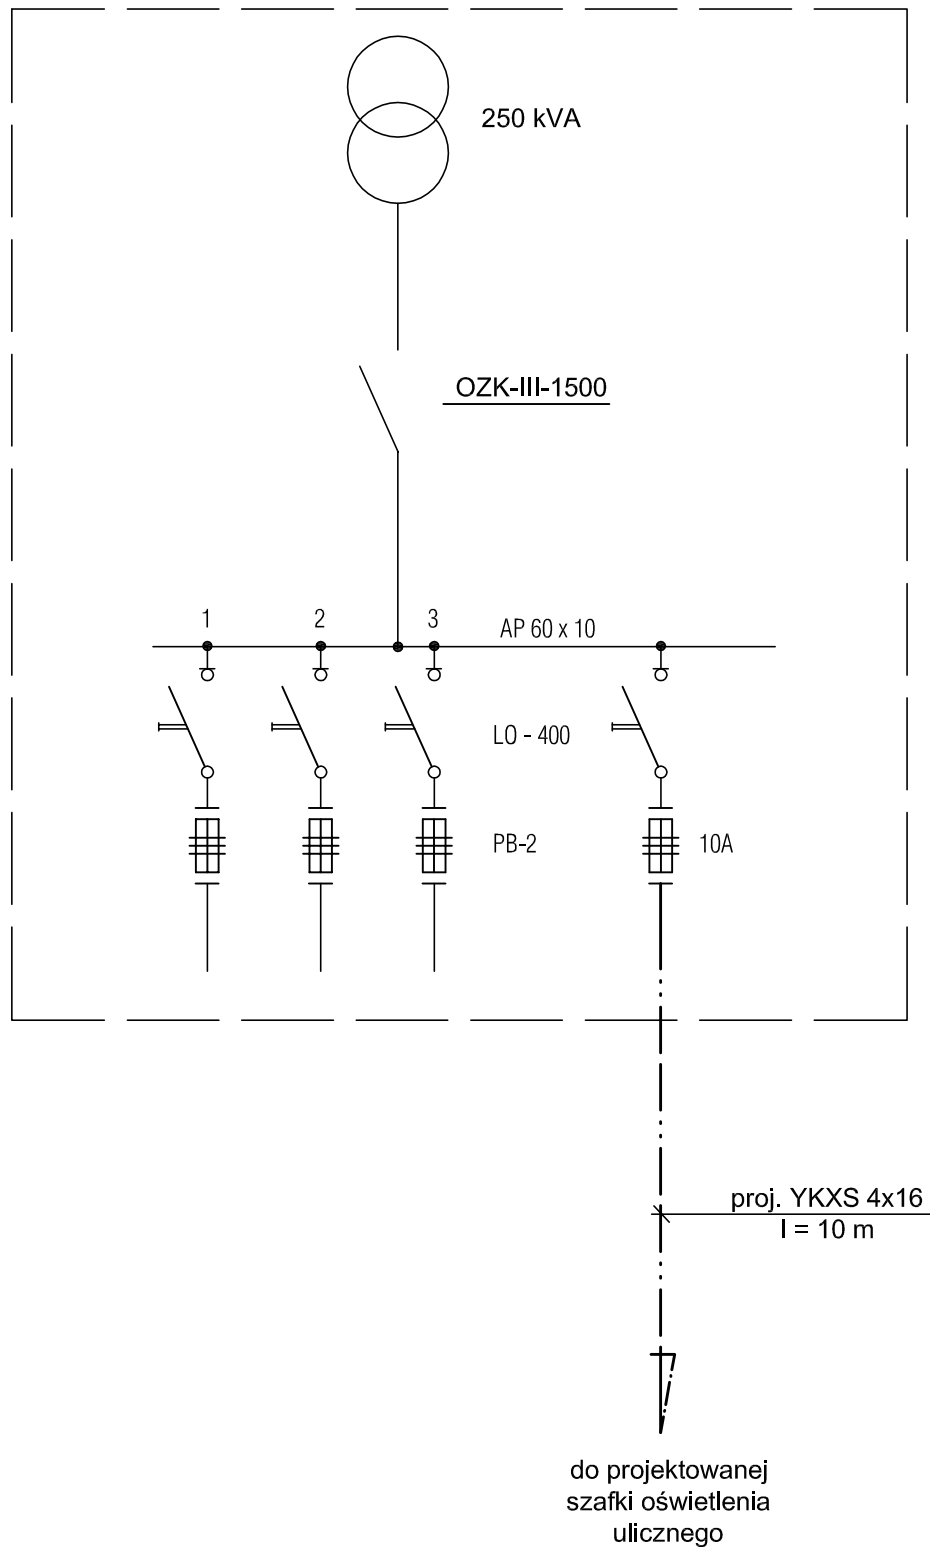 250 kVA
OZK-III-1500
1
2
3
AP 60 x 10
LO - 400
PB-2
10A
proj. YKXS 4x16
l = 10 m
do projektowanej
szafki oświetlenia
ulicznego